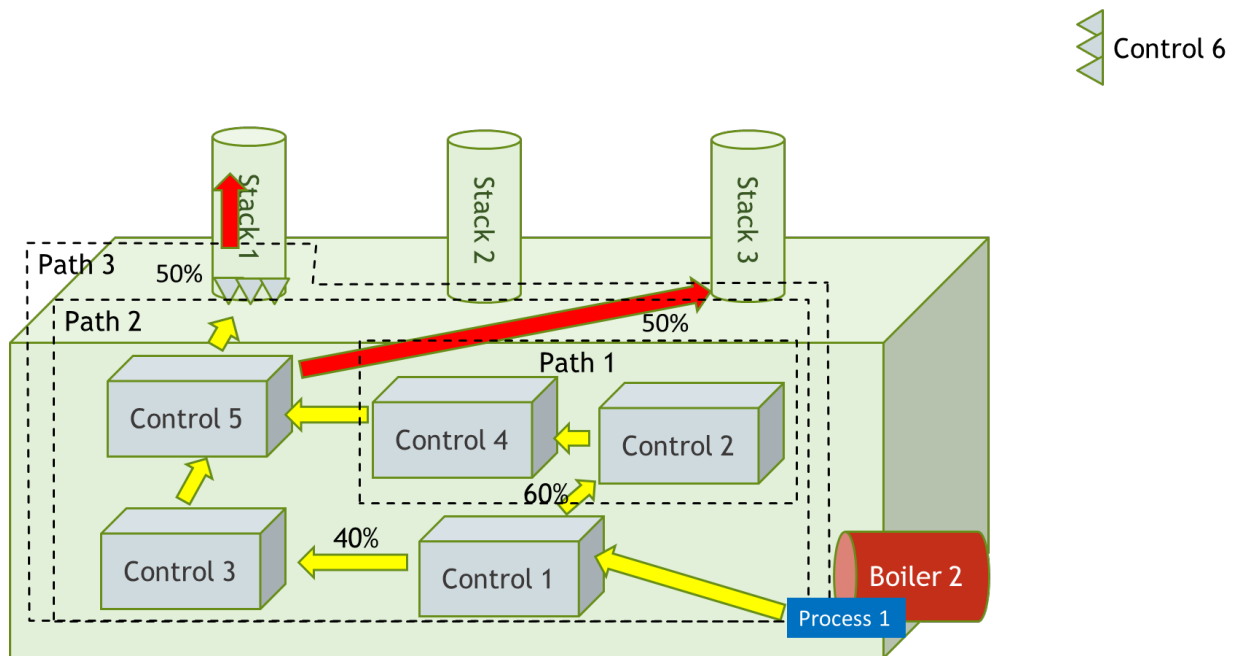 Control 6
Stack 1
Stack 2
Stack 3
Path 3
50%
Path 2
50%
Path 1
Control 5
Control 4
Control 2
60%
40%
Control 3
Control 1
Boiler 2
Process 1